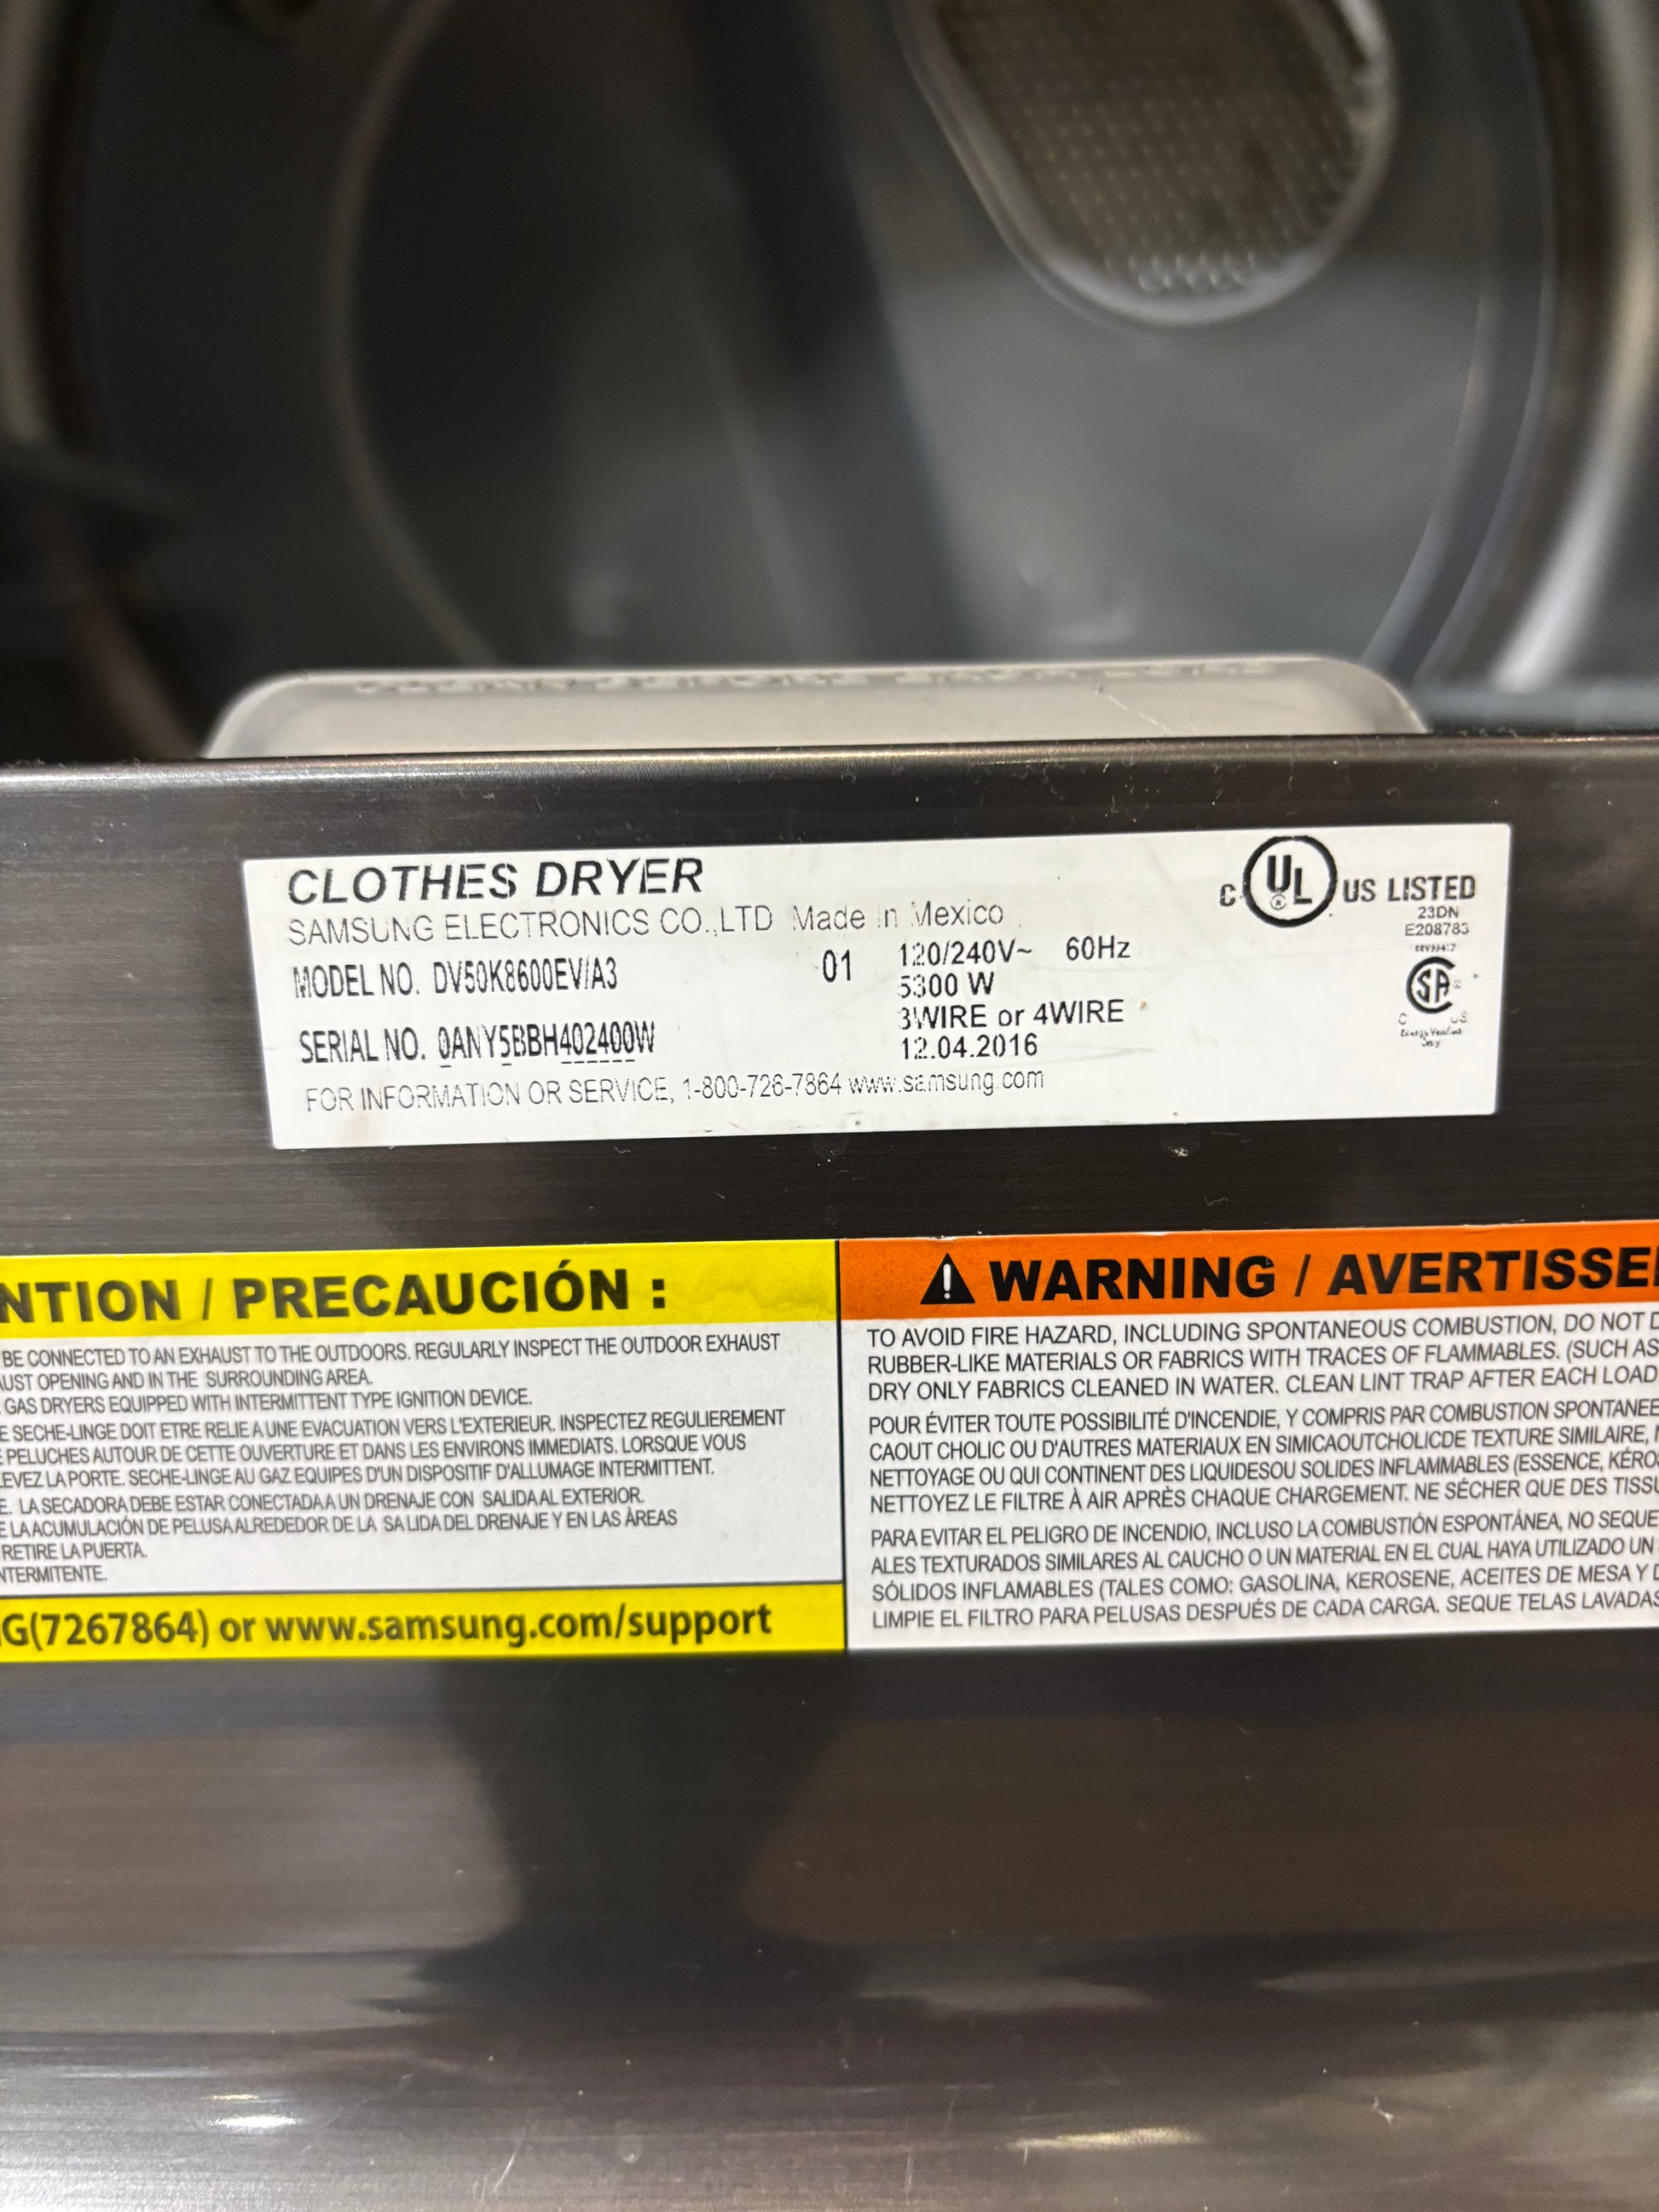 CLOTHES DRYER
SAMSUNG ELECTRONICS CO.,LTD Made in Mexico
MODEL NO. DV50K8600EV/A3
SERIAL NO. 0ANY5BBH402400W
FOR INFORMATION OR SERVICE, 1-800-726-7864 www.samsung.com
01
120/240V~ 60Hz
5300 W
3WIRE or 4WIRE
12.04.2016
C UL ® US LISTED
23DN
E208783
SA
C US
NTION / PRECAUCIÓN :
BE CONNECTED TO AN EXHAUST TO THE OUTDOORS. REGULARLY INSPECT THE OUTDOOR EXHAUST
AUST OPENING AND IN THE SURROUNDING AREA.
GAS DRYERS EQUIPPED WITH INTERMITTENT TYPE IGNITION DEVICE.
E SECHE-LINGE DOIT ETRE RELIE A UNE EVACUATION VERS L'EXTERIEUR. INSPECTEZ REGULIEREMENT
E PELUCHES AUTOUR DE CETTE OUVERTURE ET DANS LES ENVIRONS IMMEDIATS. LORSQUE VOUS
LEVEZ LA PORTE. SECHE-LINGE AU GAZ EQUIPES D'UN DISPOSITIF D'ALLUMAGE INTERMITTENT.
E. LA SECADORA DEBE ESTAR CONECTADA A UN DRENAJE CON SALIDA AL EXTERIOR.
E LA ACUMULACIÓN DE PELUSA ALREDEDOR DE LA SALIDA DEL DRENAJE Y EN LAS ÀREAS
RETIRE LA PUERTA.
NTERMITENTE.
G(7267864) or www.samsung.com/support
WARNING / AVERTISSE
TO AVOID FIRE HAZARD, INCLUDING SPONTANEOUS COMBUSTION, DO NOT D
RUBBER-LIKE MATERIALS OR FABRICS WITH TRACES OF FLAMMABLES. (SUCH AS
DRY ONLY FABRICS CLEANED IN WATER. CLEAN LINT TRAP AFTER EACH LOAD.
POUR ÉVITER TOUTE POSSIBILITÉ D'INCENDIE, Y COMPRIS PAR COMBUSTION SPONTANEE
CAOUT CHOLIC OU D'AUTRES MATERIAUX EN SIMICAOUTCHOLICDE TEXTURE SIMILAIRE,
NETTOYAGE OU QUI CONTINENT DES LIQUIDESOU SOLIDES INFLAMMABLES (ESSENCE, KÉRO
NETTOYEZ LE FILTRE À AIR APRÈS CHAQUE CHARGEMENT. NE SÉCHER QUE DES TISSU
PARA EVITAR EL PELIGRO DE INCENDIO, INCLUSO LA COMBUSTIÓN ESPONTÁNEA, NO SEQUE
ALES TEXTURADOS SIMILARES AL CAUCHO O UN MATERIAL EN EL CUAL HAYA UTILIZADO UN
SÓLIDOS INFLAMABLES (TALES COMO: GASOLINA, KEROSENE, ACEITES DE MESA Y D
LIMPIE EL FILTRO PARA PELUSAS DESPUÉS DE CADA CARGA. SEQUE TELAS LAVADAS